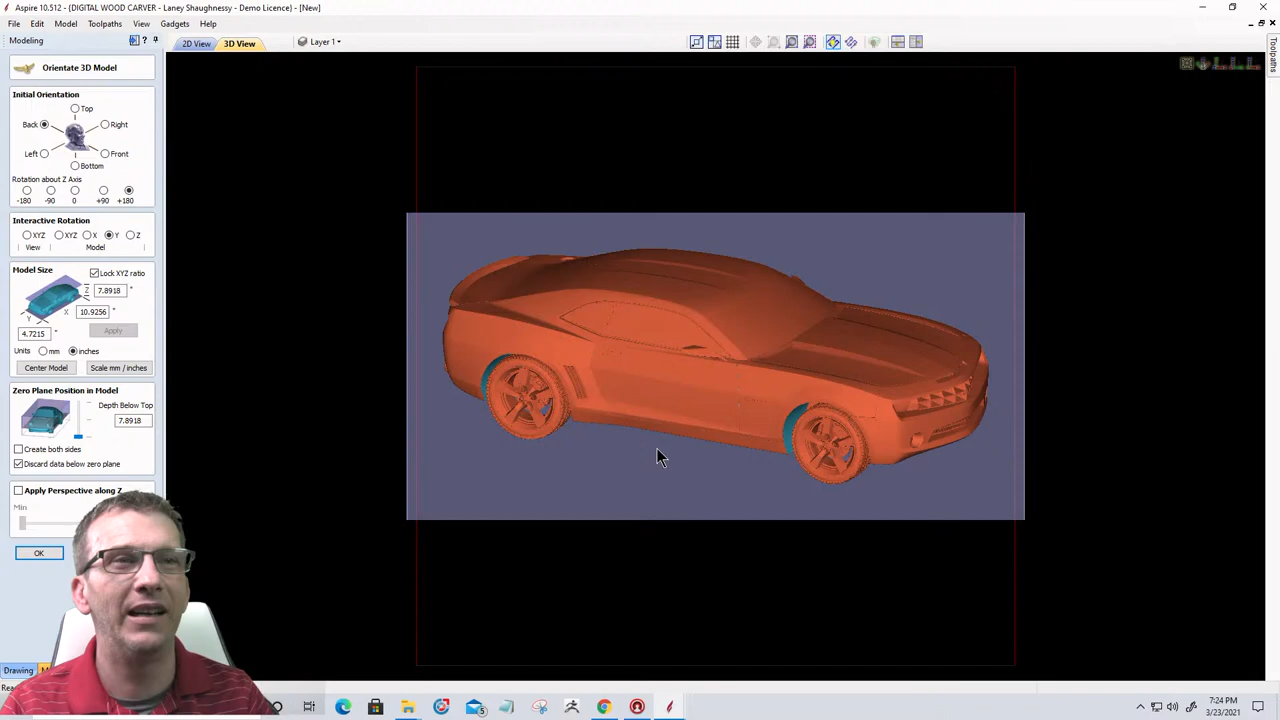 Aspire 10.512 - (DIGITAL WOOD CARVER - Laney Shaughnessy - Demo Licence) - [New]
File Edit Model Toolpaths View Gadgets Help
Modeling
2D View 3D View Layer 1
Toolpaths
Orientate 3D Model
Initial Orientation
Top
Back Right
Left Front
Bottom
Rotation about Z Axis
-180 -90 0 +90 +180
Interactive Rotation
XYZ XYZ X Y Z
View Model
Model Size
Lock XYZ ratio
Z 7.8918 "
X 10.9256 "
Y
4.7215 " Apply
Units mm inches
Center Model Scale mm / inches
Zero Plane Position in Model
Depth Below Top
7.8918
Create both sides
Discard data below zero plane
Apply Perspective along Z
Min
OK
Drawing
5
7:24 PM
3/23/2021